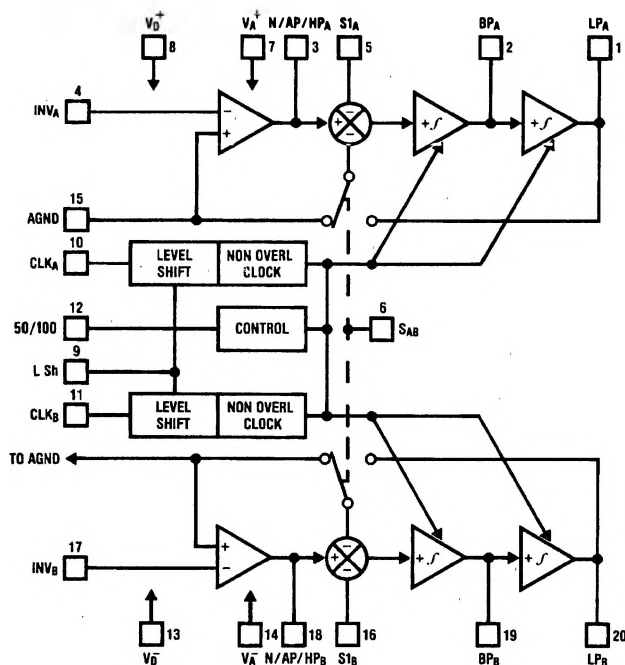 V_D^+ V_A^+ N/AP/HP_A S1_A BP_A LP_A
8 7 3 5 2 1
4
INV_A
- + + - - +∫ +∫
15
AGND
10
CLK_A LEVEL SHIFT NON OVERL CLOCK
12
50/100 CONTROL
6
S_AB
9
L Sh
11
CLK_B LEVEL SHIFT NON OVERL CLOCK
TO AGND
17
INV_B
+ - + - - +∫ +∫
13 14 18 16 19 20
V_D^- V_A^- N/AP/HP_B S1_B BP_B LP_B